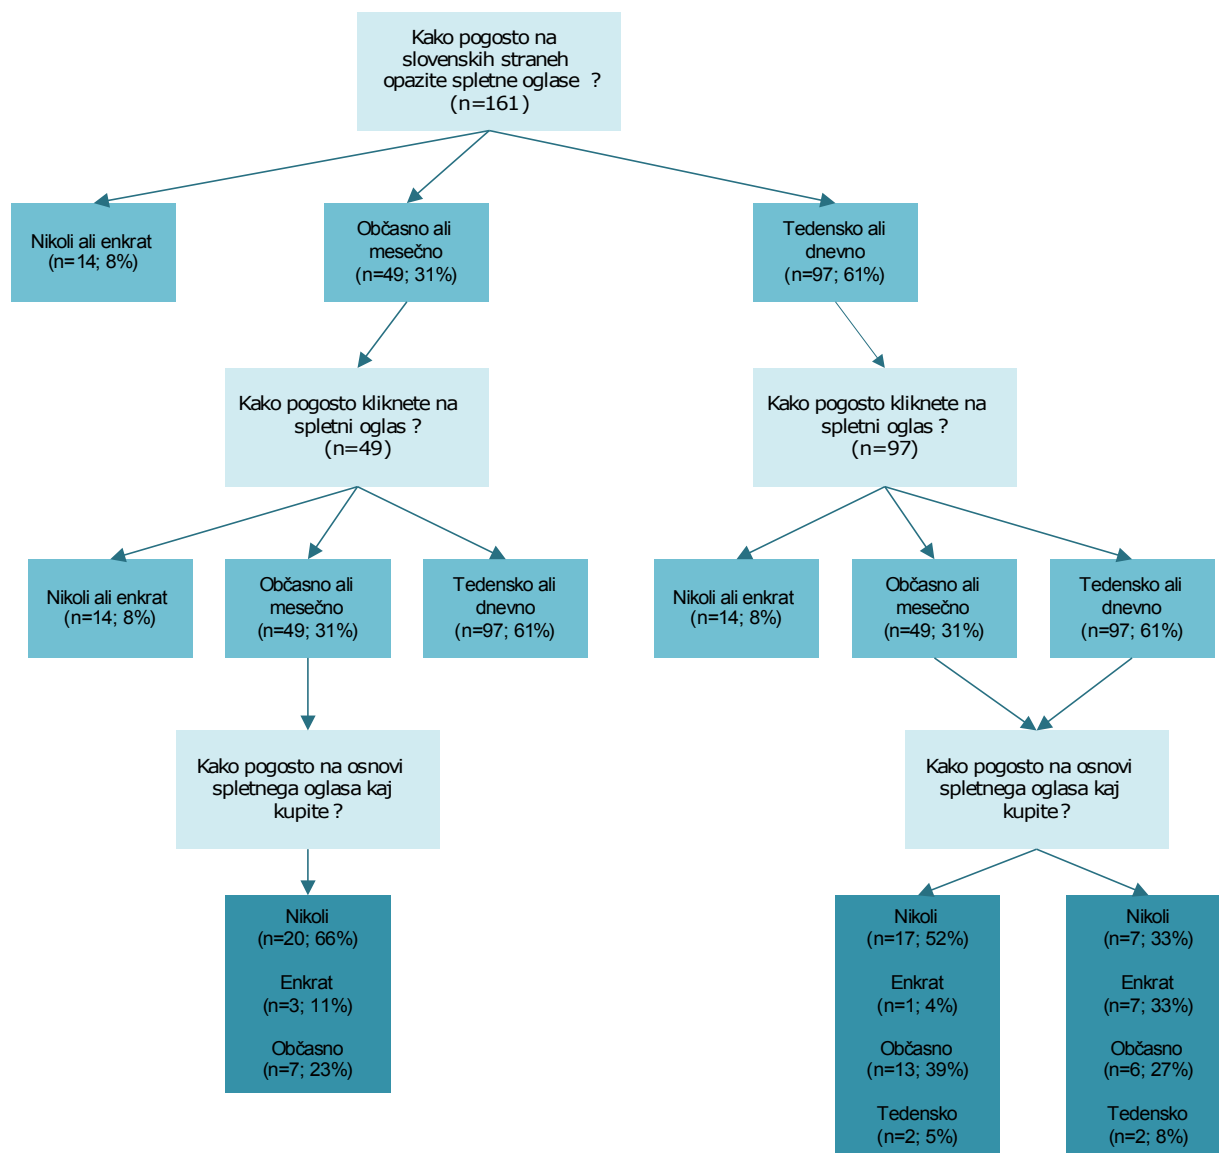 Kako pogosto na
slovenskih straneh
opazite spletne oglase ?
(n=161)
Nikoli ali enkrat
(n=14; 8%)
Občasno ali
mesečno
(n=49; 31%)
Tedensko ali
dnevno
(n=97; 61%)
Kako pogosto kliknete na
spletni oglas ?
(n=49)
Kako pogosto kliknete na
spletni oglas ?
(n=97)
Nikoli ali enkrat
(n=14; 8%)
Občasno ali
mesečno
(n=49; 31%)
Tedensko ali
dnevno
(n=97; 61%)
Nikoli ali enkrat
(n=14; 8%)
Občasno ali
mesečno
(n=49; 31%)
Tedensko ali
dnevno
(n=97; 61%)
Kako pogosto na osnovi
spletnega oglasa kaj
kupite ?
Kako pogosto na osnovi
spletnega oglasa kaj
kupite ?
Nikoli
(n=20; 66%)
Enkrat
(n=3; 11%)
Občasno
(n=7; 23%)
Nikoli
(n=17; 52%)
Enkrat
(n=1; 4%)
Občasno
(n=13; 39%)
Tedensko
(n=2; 5%)
Nikoli
(n=7; 33%)
Enkrat
(n=7; 33%)
Občasno
(n=6; 27%)
Tedensko
(n=2; 8%)